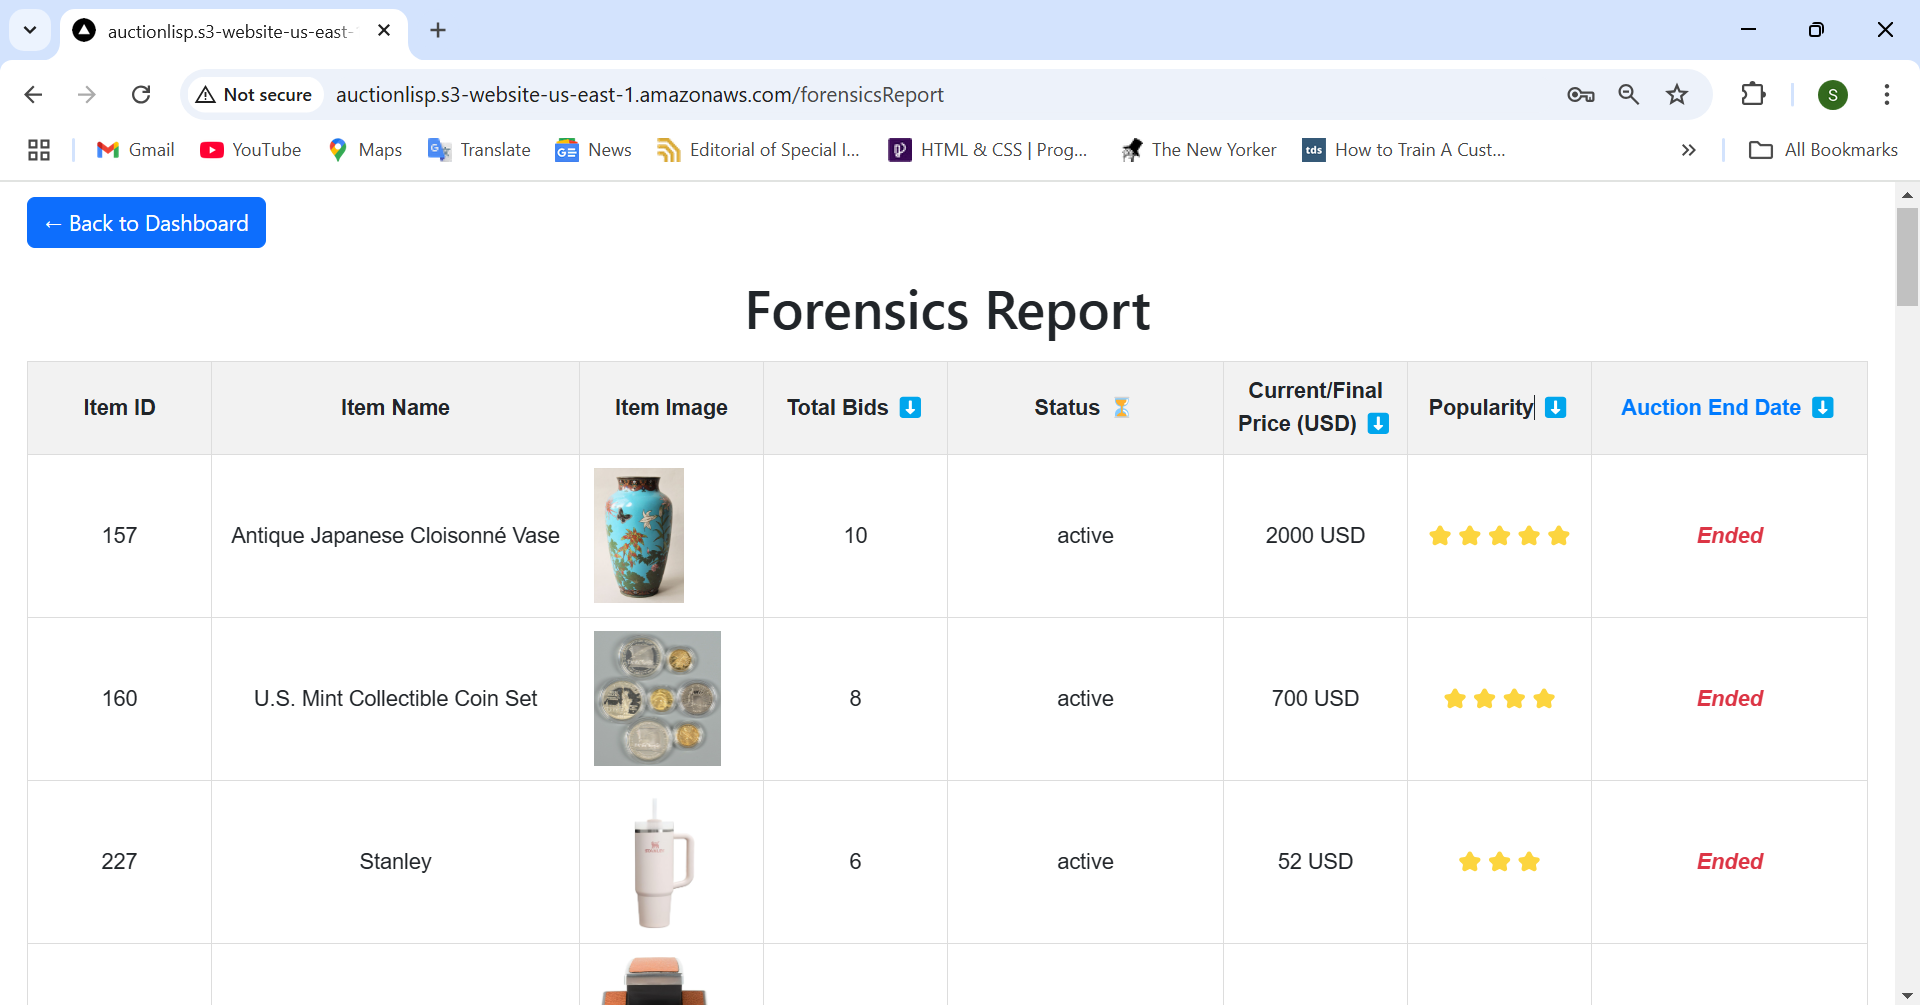 auctionlisp.s3-website-us-east-
Not secure
auctionlisp.s3-website-us-east-1.amazonaws.com/forensicsReport
S
Gmail
YouTube
Maps
Translate
News
Editorial of Special I...
HTML & CSS | Prog...
tds
The New Yorker
How to Train A Cust...
All Bookmarks
← Back to Dashboard
Forensics Report
Item ID
Item Name
Item Image
Total Bids ⬇️
Status ⏳
Current/Final
Price (USD) ⬇️
Popularity ⬇️
Auction End Date ⬇️
157
Antique Japanese Cloisonné Vase
10
active
2000 USD
Ended
160
U.S. Mint Collectible Coin Set
8
active
700 USD
Ended
227
Stanley
6
active
52 USD
Ended